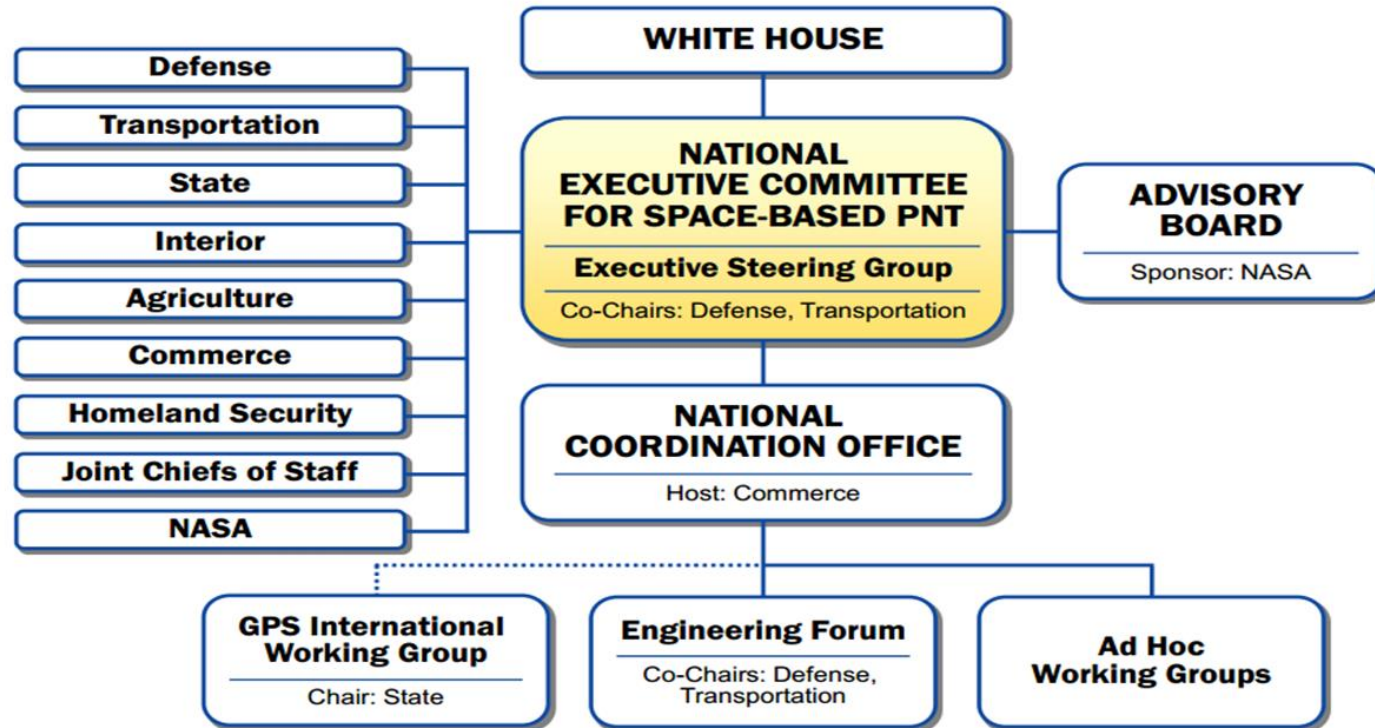 WHITE HOUSE
Defense
Transportation
State
Interior
Agriculture
Commerce
Homeland Security
Joint Chiefs of Staff
NASA
NATIONAL
EXECUTIVE COMMITTEE
FOR SPACE-BASED PNT
Executive Steering Group
Co-Chairs: Defense, Transportation
ADVISORY
BOARD
Sponsor: NASA
NATIONAL
COORDINATION OFFICE
Host: Commerce
GPS International
Working Group
Chair: State
Engineering Forum
Co-Chairs: Defense,
Transportation
Ad Hoc
Working Groups